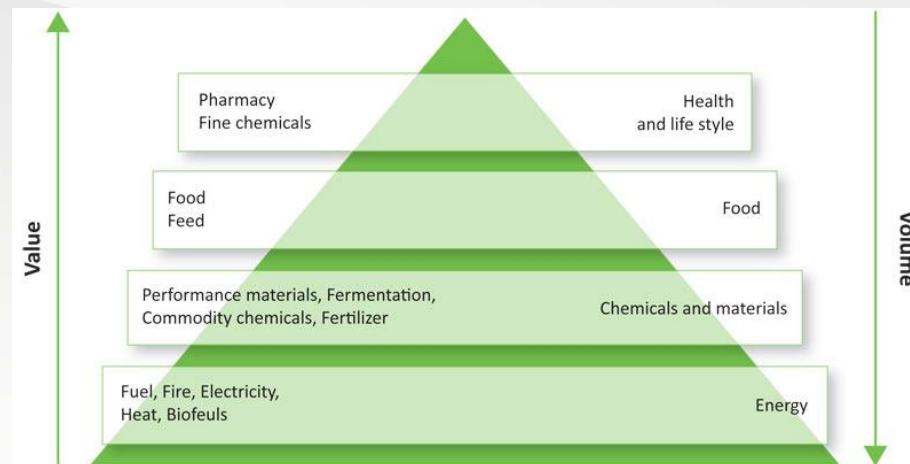 Pharmacy
Fine chemicals
Health
and life style
Food
Feed
Food
Value
Volume
Performance materials, Fermentation,
Commodity chemicals, Fertilizer
Chemicals and materials
Fuel, Fire, Electricity,
Heat, Biofeuls
Energy